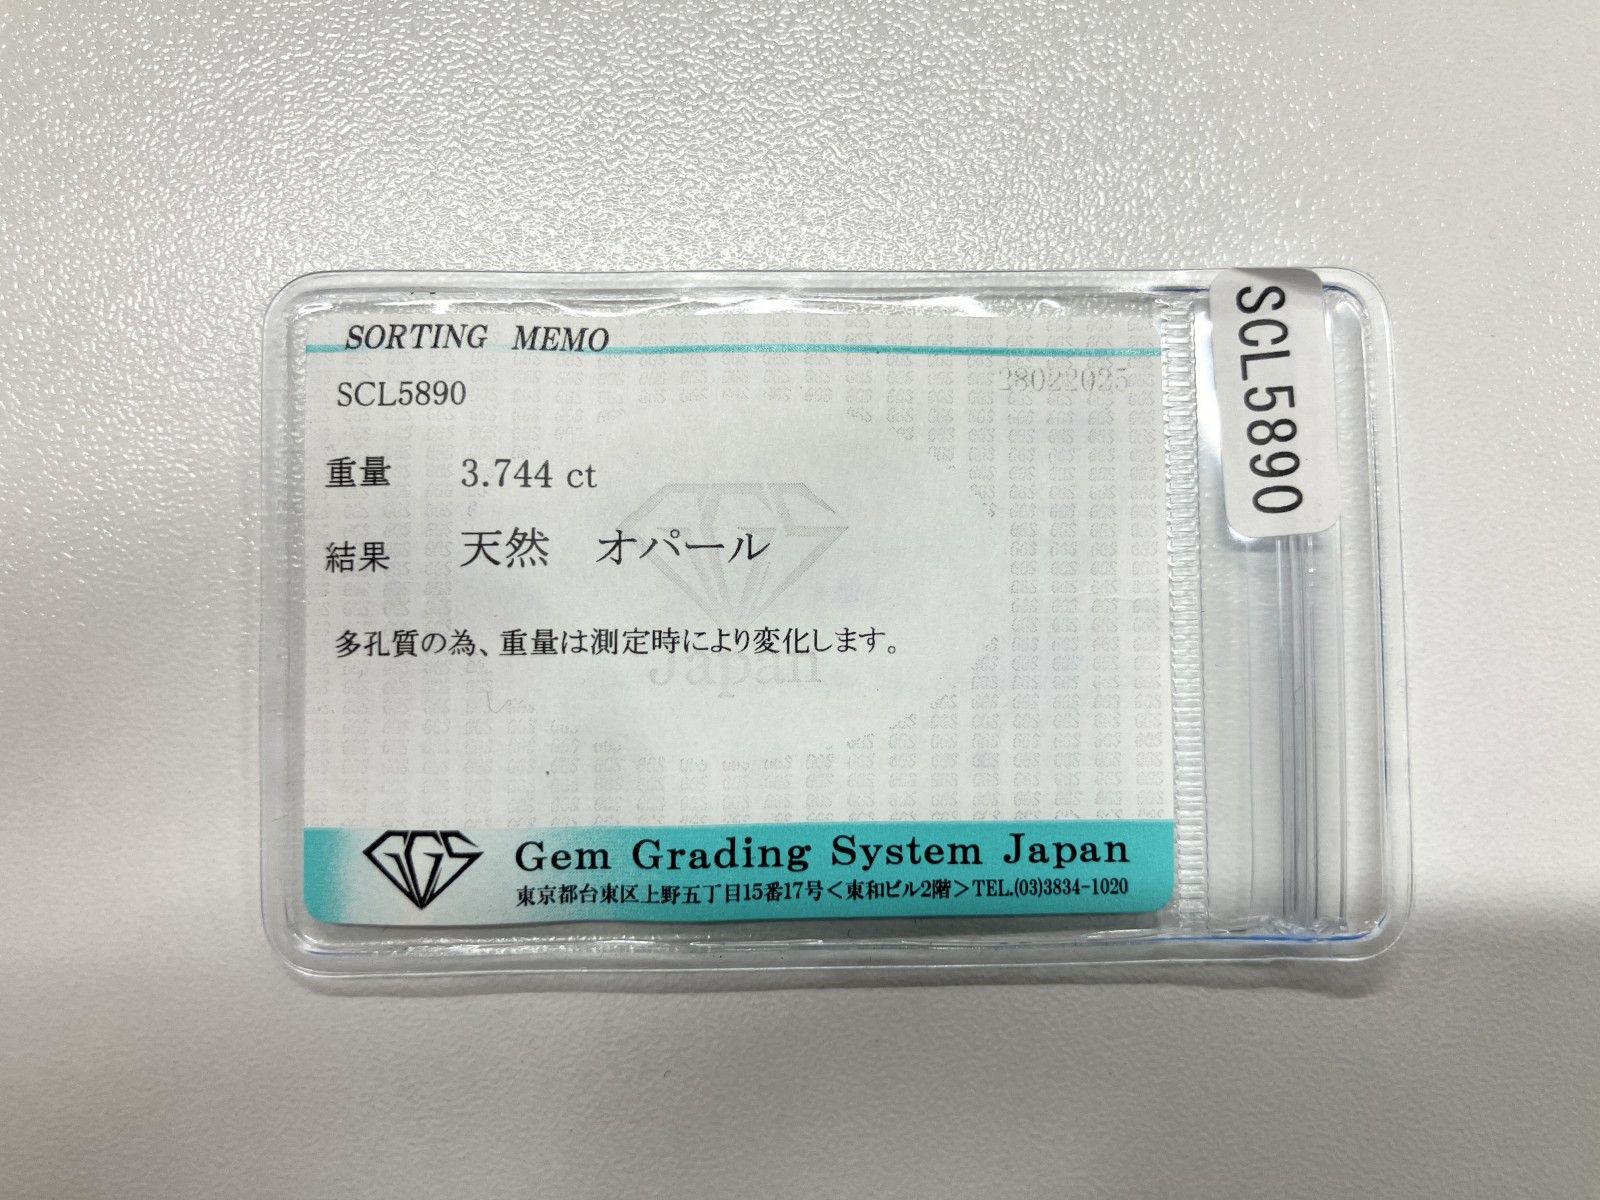 SORTING MEMO
SCL5890
28022025
重量 3.744 ct
結果 天然 オパール
多孔質の為、重量は測定時により変化します。
Japan
GGS
Gem Grading System Japan
東京都台東区上野五丁目15番17号<東和ビル2階>TEL.(03)3834-1020
SCL5890